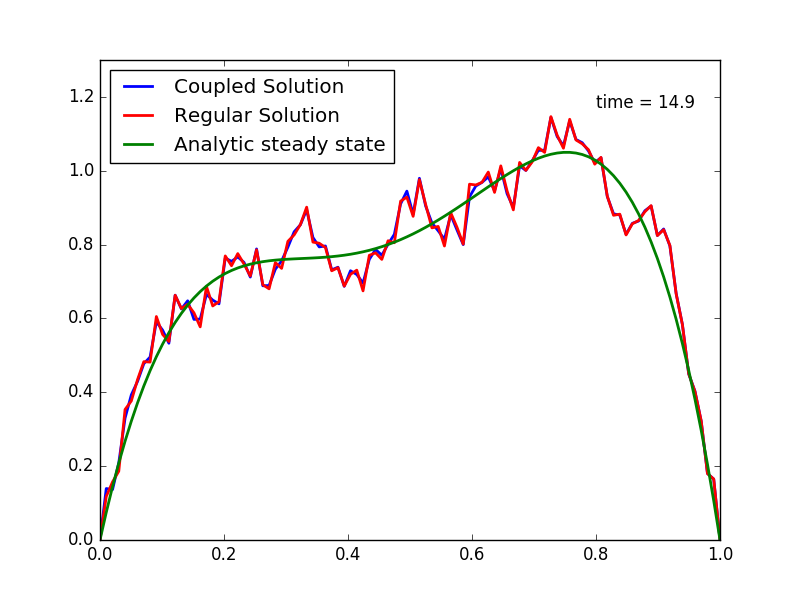 1.2
1.0
0.8
0.6
0.4
0.2
0.0
Coupled Solution
Regular Solution
Analytic steady state
time = 14.9
0.0 0.2 0.4 0.6 0.8 1.0